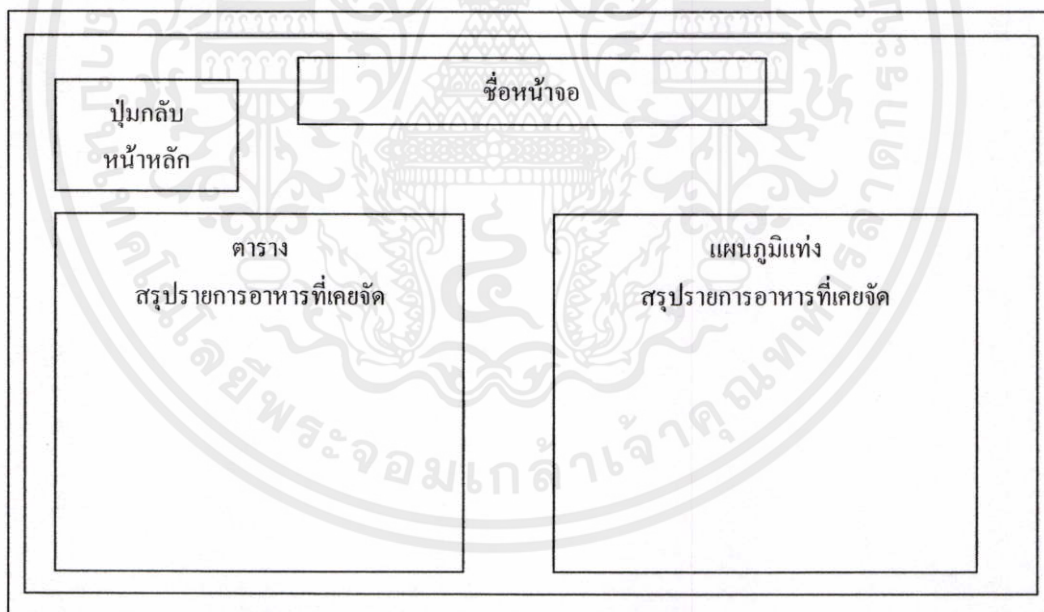 ชื่อหน้าจอ
ปุ่มกลับ
หน้าหลัก
ตาราง
สรุปรายการอาหารที่เคยจัด
แผนภูมิแท่ง
สรุปรายการอาหารที่เคยจัด